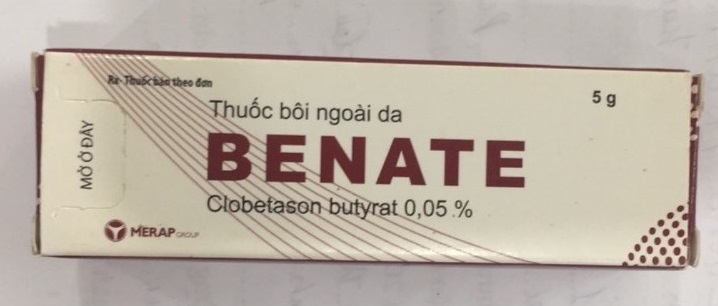 Rx- Thuốc bán theo đơn
5 g
Thuốc bôi ngoài da
BENATE
Clobetason butyrat 0,05 %
MỞ Ở ĐÂY
MERAP GROUP